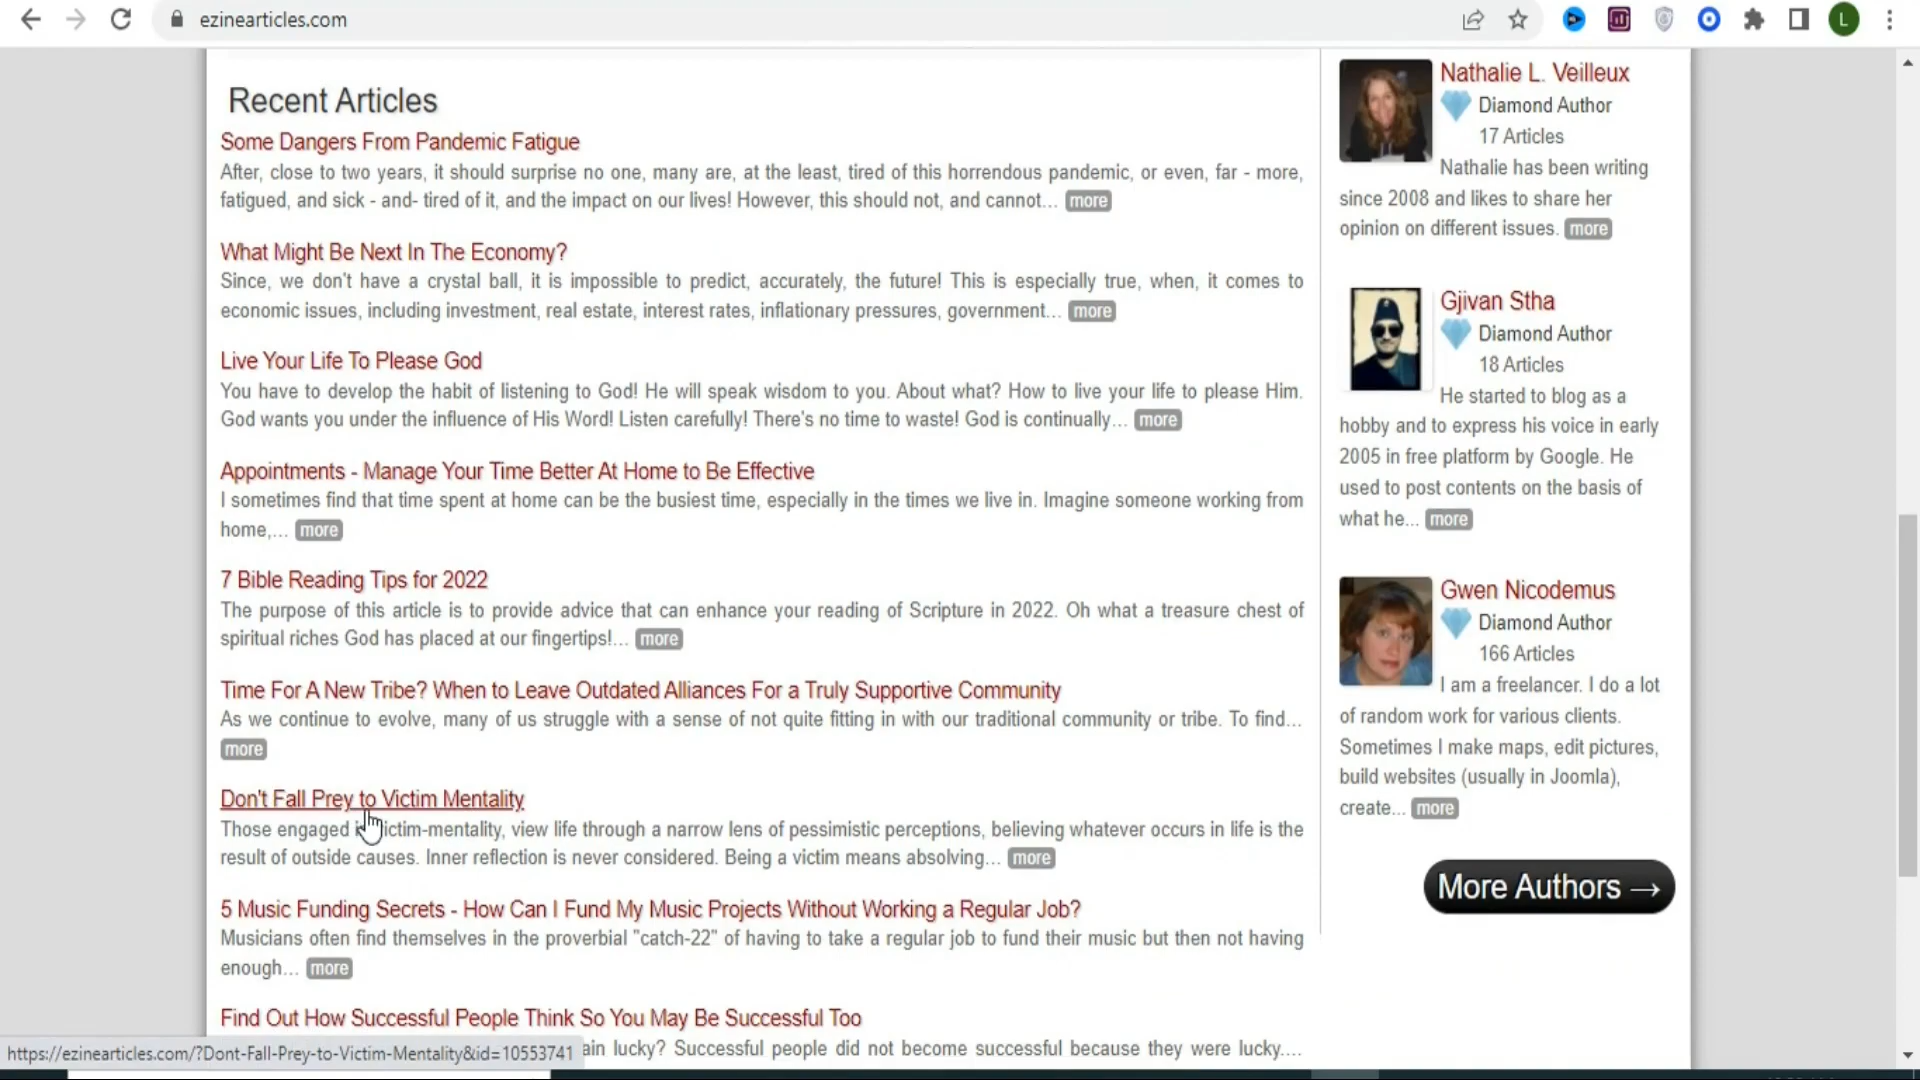 ezinearticles.com
L
Recent Articles
Some Dangers From Pandemic Fatigue
After, close to two years, it should surprise no one, many are, at the least, tired of this horrendous pandemic, or even, far - more,
fatigued, and sick - and- tired of it, and the impact on our lives! However, this should not, and cannot... more
What Might Be Next In The Economy?
Since, we don't have a crystal ball, it is impossible to predict, accurately, the future! This is especially true, when, it comes to
economic issues, including investment, real estate, interest rates, inflationary pressures, government... more
Live Your Life To Please God
You have to develop the habit of listening to God! He will speak wisdom to you. About what? How to live your life to please Him.
God wants you under the influence of His Word! Listen carefully! There's no time to waste! God is continually... more
Appointments - Manage Your Time Better At Home to Be Effective
I sometimes find that time spent at home can be the busiest time, especially in the times we live in. Imagine someone working from
home,... more
7 Bible Reading Tips for 2022
The purpose of this article is to provide advice that can enhance your reading of Scripture in 2022. Oh what a treasure chest of
spiritual riches God has placed at our fingertips!... more
Time For A New Tribe? When to Leave Outdated Alliances For a Truly Supportive Community
As we continue to evolve, many of us struggle with a sense of not quite fitting in with our traditional community or tribe. To find...
more
Don't Fall Prey to Victim Mentality
Those engaged victim-mentality, view life through a narrow lens of pessimistic perceptions, believing whatever occurs in life is the
result of outside causes. Inner reflection is never considered. Being a victim means absolving... more
5 Music Funding Secrets - How Can I Fund My Music Projects Without Working a Regular Job?
Musicians often find themselves in the proverbial "catch-22" of having to take a regular job to fund their music but then not having
enough... more
Find Out How Successful People Think So You May Be Successful Too
ain lucky? Successful people did not become successful because they were lucky....
https://ezinearticles.com/?Dont-Fall-Prey-to-Victim-Mentality&id=10553741
Nathalie L. Veilleux
Diamond Author
17 Articles
Nathalie has been writing
since 2008 and likes to share her
opinion on different issues. more
Gjivan Stha
Diamond Author
18 Articles
He started to blog as a
hobby and to express his voice in early
2005 in free platform by Google. He
used to post contents on the basis of
what he... more
Gwen Nicodemus
Diamond Author
166 Articles
I am a freelancer. I do a lot
of random work for various clients.
Sometimes I make maps, edit pictures,
build websites (usually in Joomla),
create... more
More Authors →